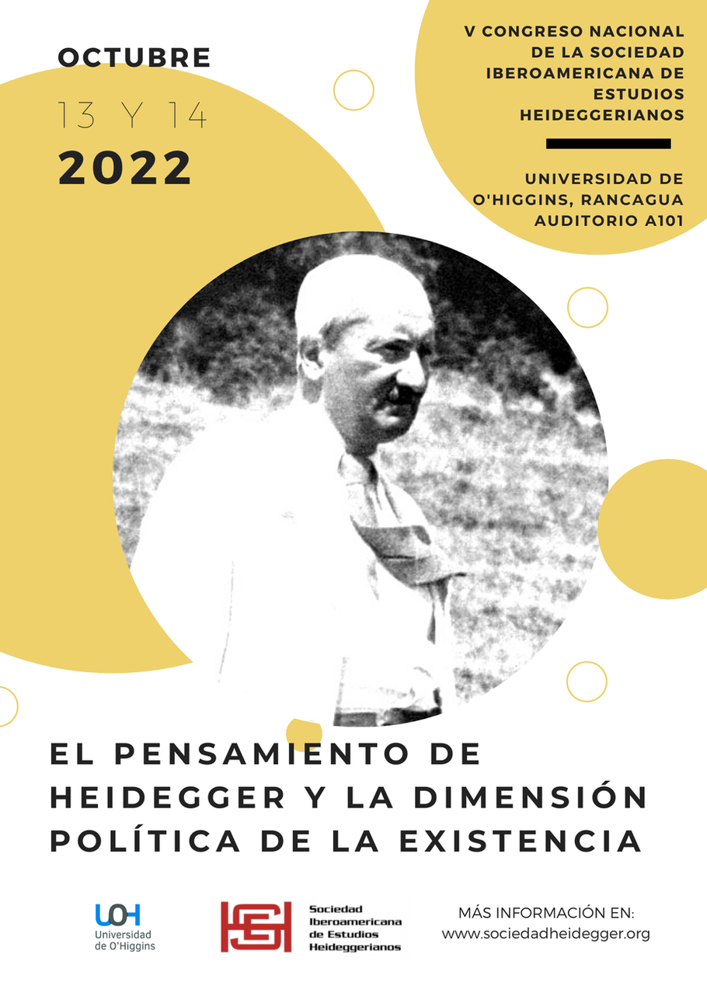 OCTUBRE
13 Y 14
2022
V CONGRESO NACIONAL
DE LA SOCIEDAD
IBEROAMERICANA DE
ESTUDIOS
HEIDEGGERIANOS
UNIVERSIDAD DE
O'HIGGINS, RANCAGUA
AUDITORIO A101
EL PENSAMIENTO DE
HEIDEGGER Y LA DIMENSIÓN
POLÍTICA DE LA EXISTENCIA
UOH
Universidad
de O'Higgins
Sociedad
Iberoamericana
de Estudios
Heideggerianos
MÁS INFORMACIÓN EN:
www.sociedadheidegger.org